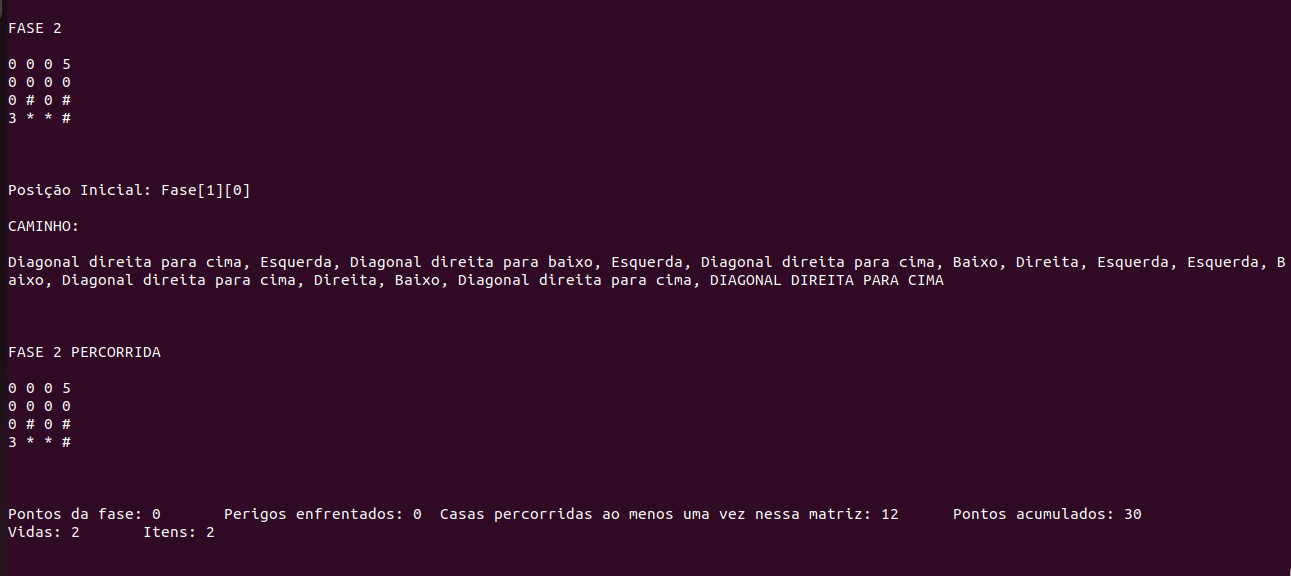 FASE 2
0 0 0 5
0 0 0 0
0 # 0 #
3 * * #
Posição Inicial: Fase[1][0]
CAMINHO:
Diagonal direita para cima, Esquerda, Diagonal direita para baixo, Esquerda, Diagonal direita para cima, Baixo, Direita, Esquerda, Esquerda, B
aixo, Diagonal direita para cima, Direita, Baixo, Diagonal direita para cima, DIAGONAL DIREITA PARA CIMA
FASE 2 PERCORRIDA
0 0 0 5
0 0 0 0
0 # 0 #
3 * * #
Pontos da fase: 0 Perigos enfrentados: 0 Casas percorridas ao menos uma vez nessa matriz: 12 Pontos acumulados: 30
Vidas: 2 Itens: 2